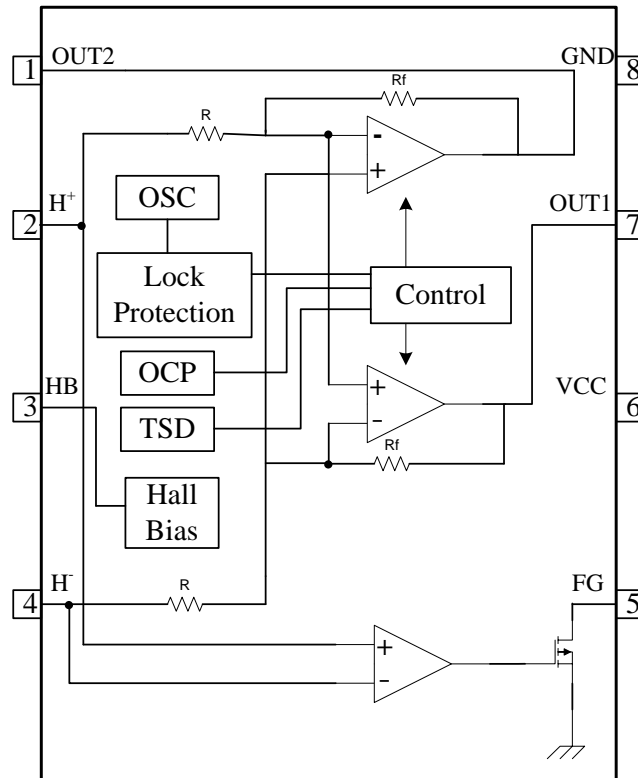 OUT2
GND
1
8
Rf
R
-
+
OSC
H+
OUT1
2
7
Lock
Protection
Control
OCP
HB
VCC
+
3
6
TSD
-
Rf
Hall
Bias
H-
R
FG
4
5
+
-